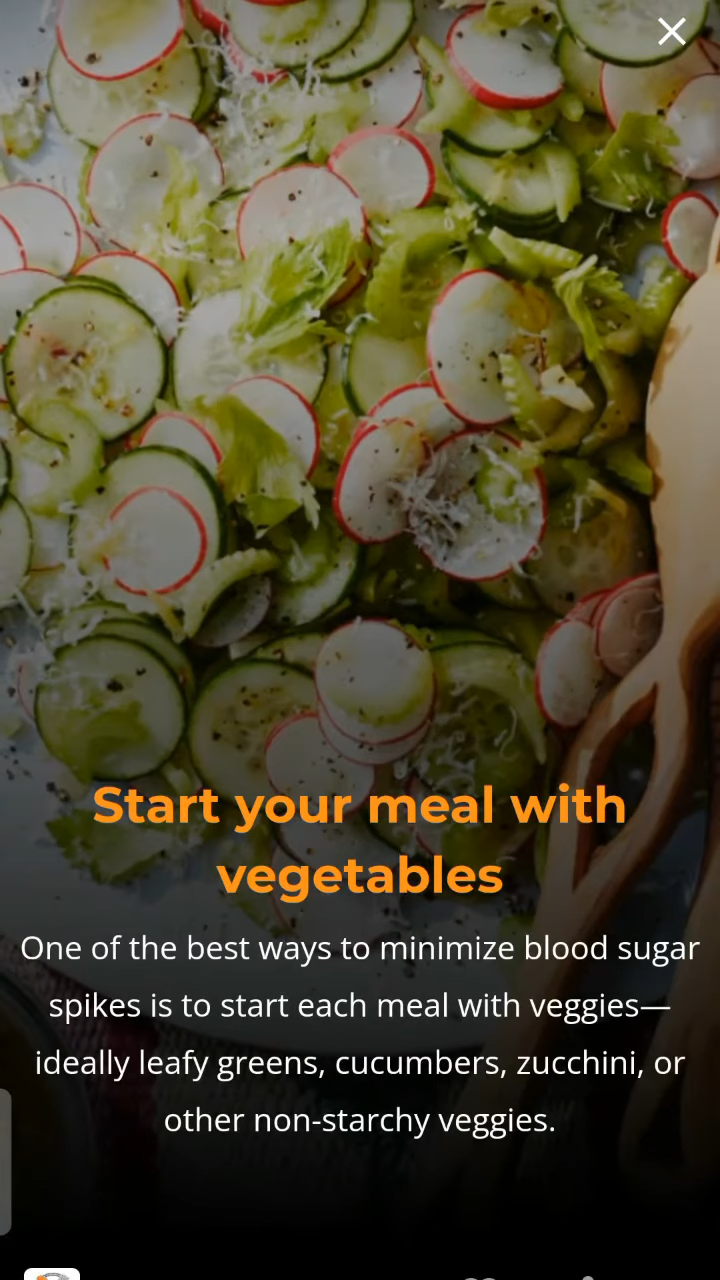 Start your meal with
vegetables
One of the best ways to minimize blood sugar
spikes is to start each meal with veggies—
ideally leafy greens, cucumbers, zucchini, or
other non-starchy veggies.